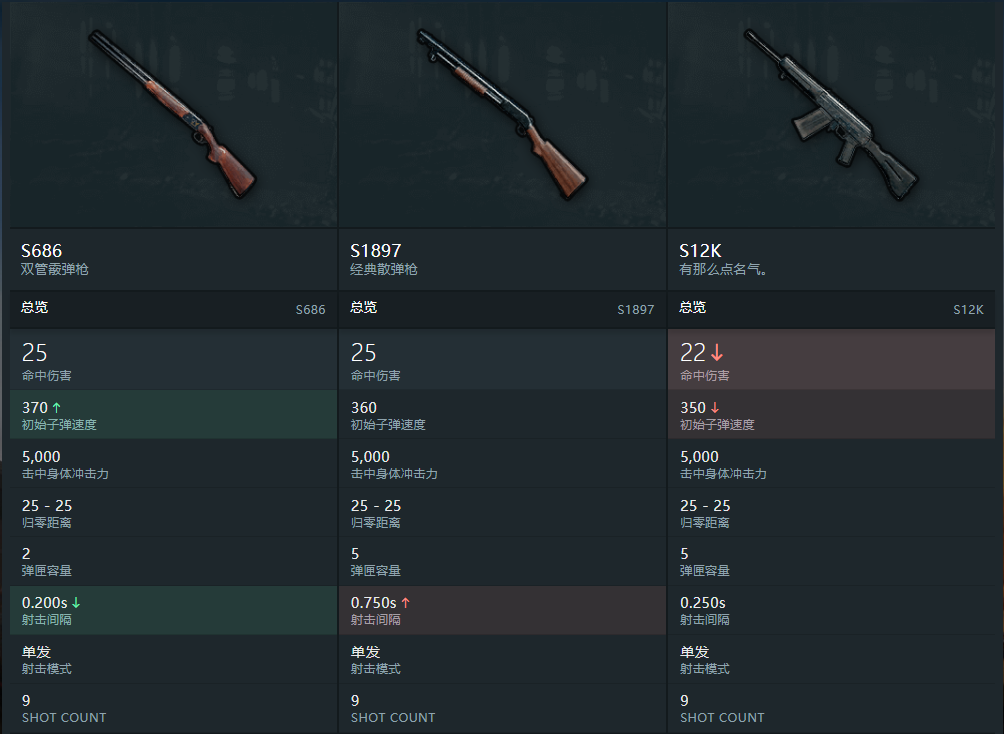 S686
双管霰弹枪
总览
S686
25
命中伤害
370↑
初始子弹速度
5,000
击中身体冲击力
25 - 25
归零距离
2
弹匣容量
0.200s↓
射击间隔
单发
射击模式
9
SHOT COUNT
S1897
经典散弹枪
总览
S1897
25
命中伤害
360
初始子弹速度
5,000
击中身体冲击力
25 - 25
归零距离
5
弹匣容量
0.750s↑
射击间隔
单发
射击模式
9
SHOT COUNT
S12K
有那么点名气。
总览
S12K
22↓
命中伤害
350↓
初始子弹速度
5,000
击中身体冲击力
25 - 25
归零距离
5
弹匣容量
0.250s
射击间隔
单发
射击模式
9
SHOT COUNT